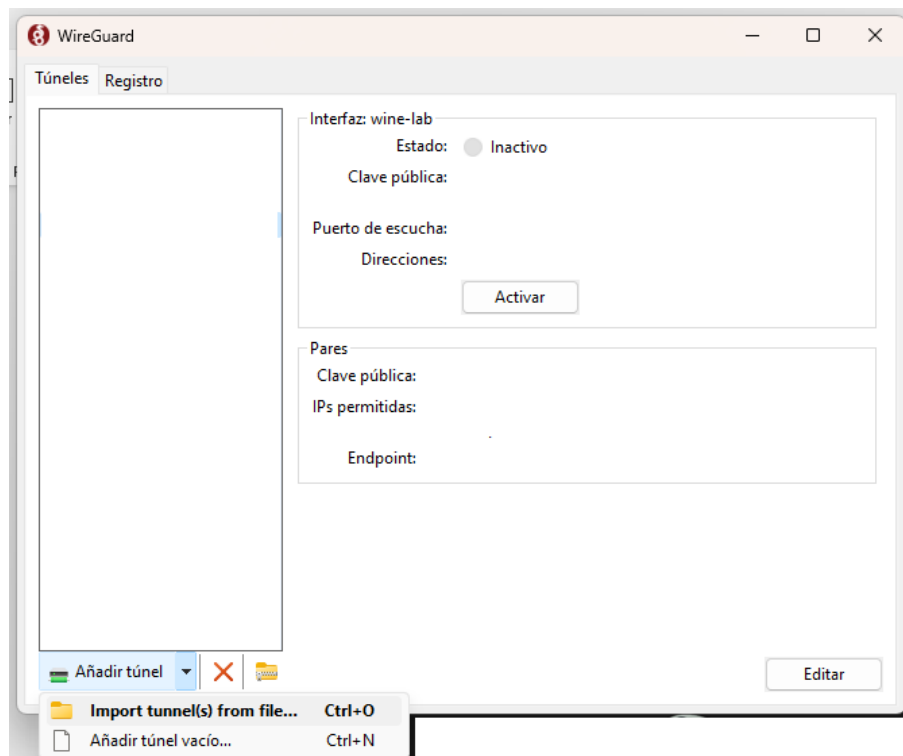 WireGuard
Túneles
Registro
Interfaz: wine-lab
Estado: Inactivo
Clave pública:
Puerto de escucha:
Direcciones:
Activar
Pares
Clave pública:
IPs permitidas:
Endpoint:
Añadir túnel
Editar
Import tunnel(s) from file... Ctrl+O
Añadir túnel vacío... Ctrl+N